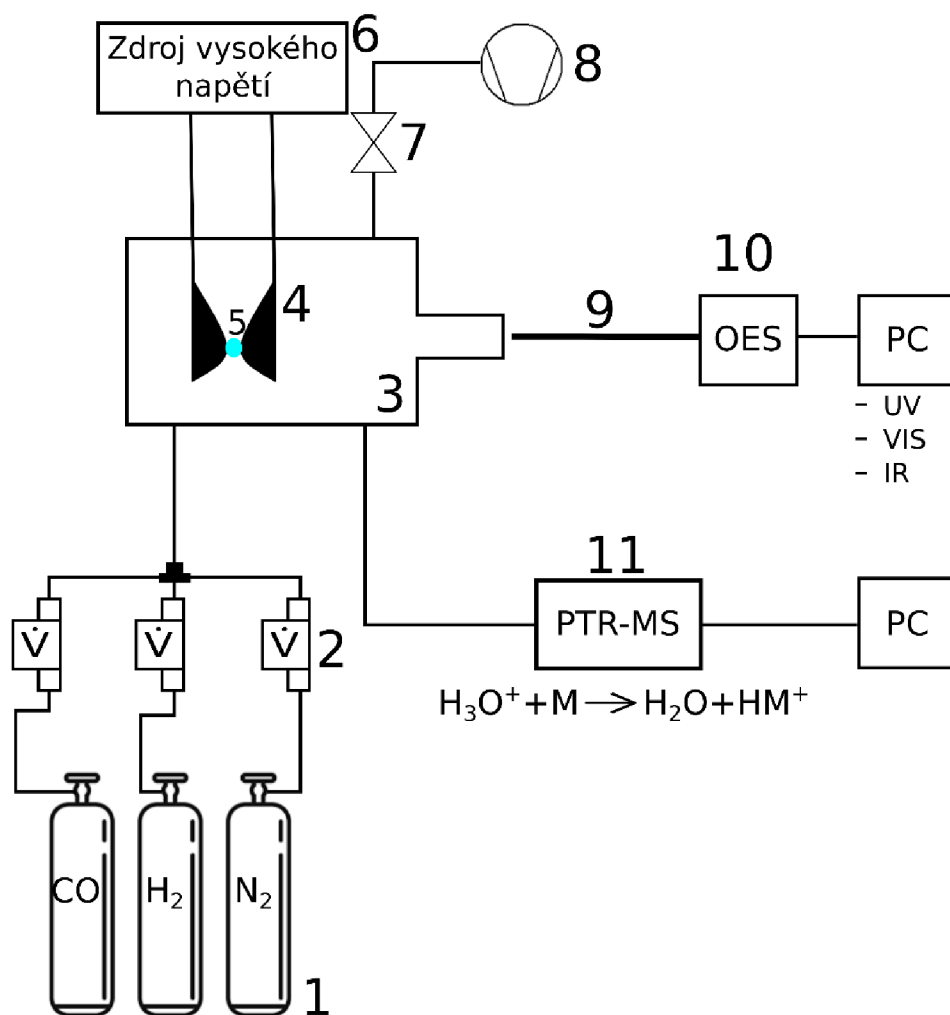 Zdroj vysokého
napětí
6
8
7
10
4
5
9
OES
PC
3
– UV
– VIS
– IR
11
V̇
V̇
V̇
2
PTR-MS
PC
H₃O⁺+M → H₂O+HM⁺
CO
H₂
N₂
1